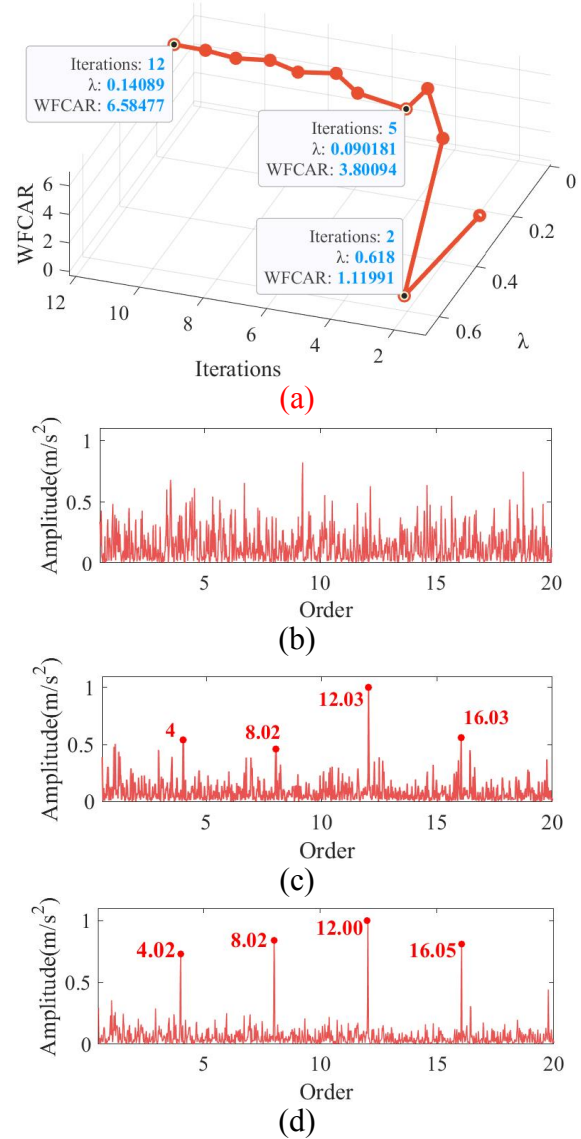 Iterations: 12
λ: 0.14089
WFCAR: 6.58477
Iterations: 5
λ: 0.090181
WFCAR: 3.80094
Iterations: 2
λ: 0.618
WFCAR: 1.11991
WFCAR
6
4
2
0
12
10
8
6
4
2
Iterations
0
0.2
0.4
0.6
λ
(a)
Amplitude(m/s²)
1
0.5
0
5
10
15
20
Order
(b)
Amplitude(m/s²)
1
0.5
0
4
8.02
12.03
16.03
5
10
15
20
Order
(c)
Amplitude(m/s²)
1
0.5
0
4.02
8.02
12.00
16.05
5
10
15
20
Order
(d)